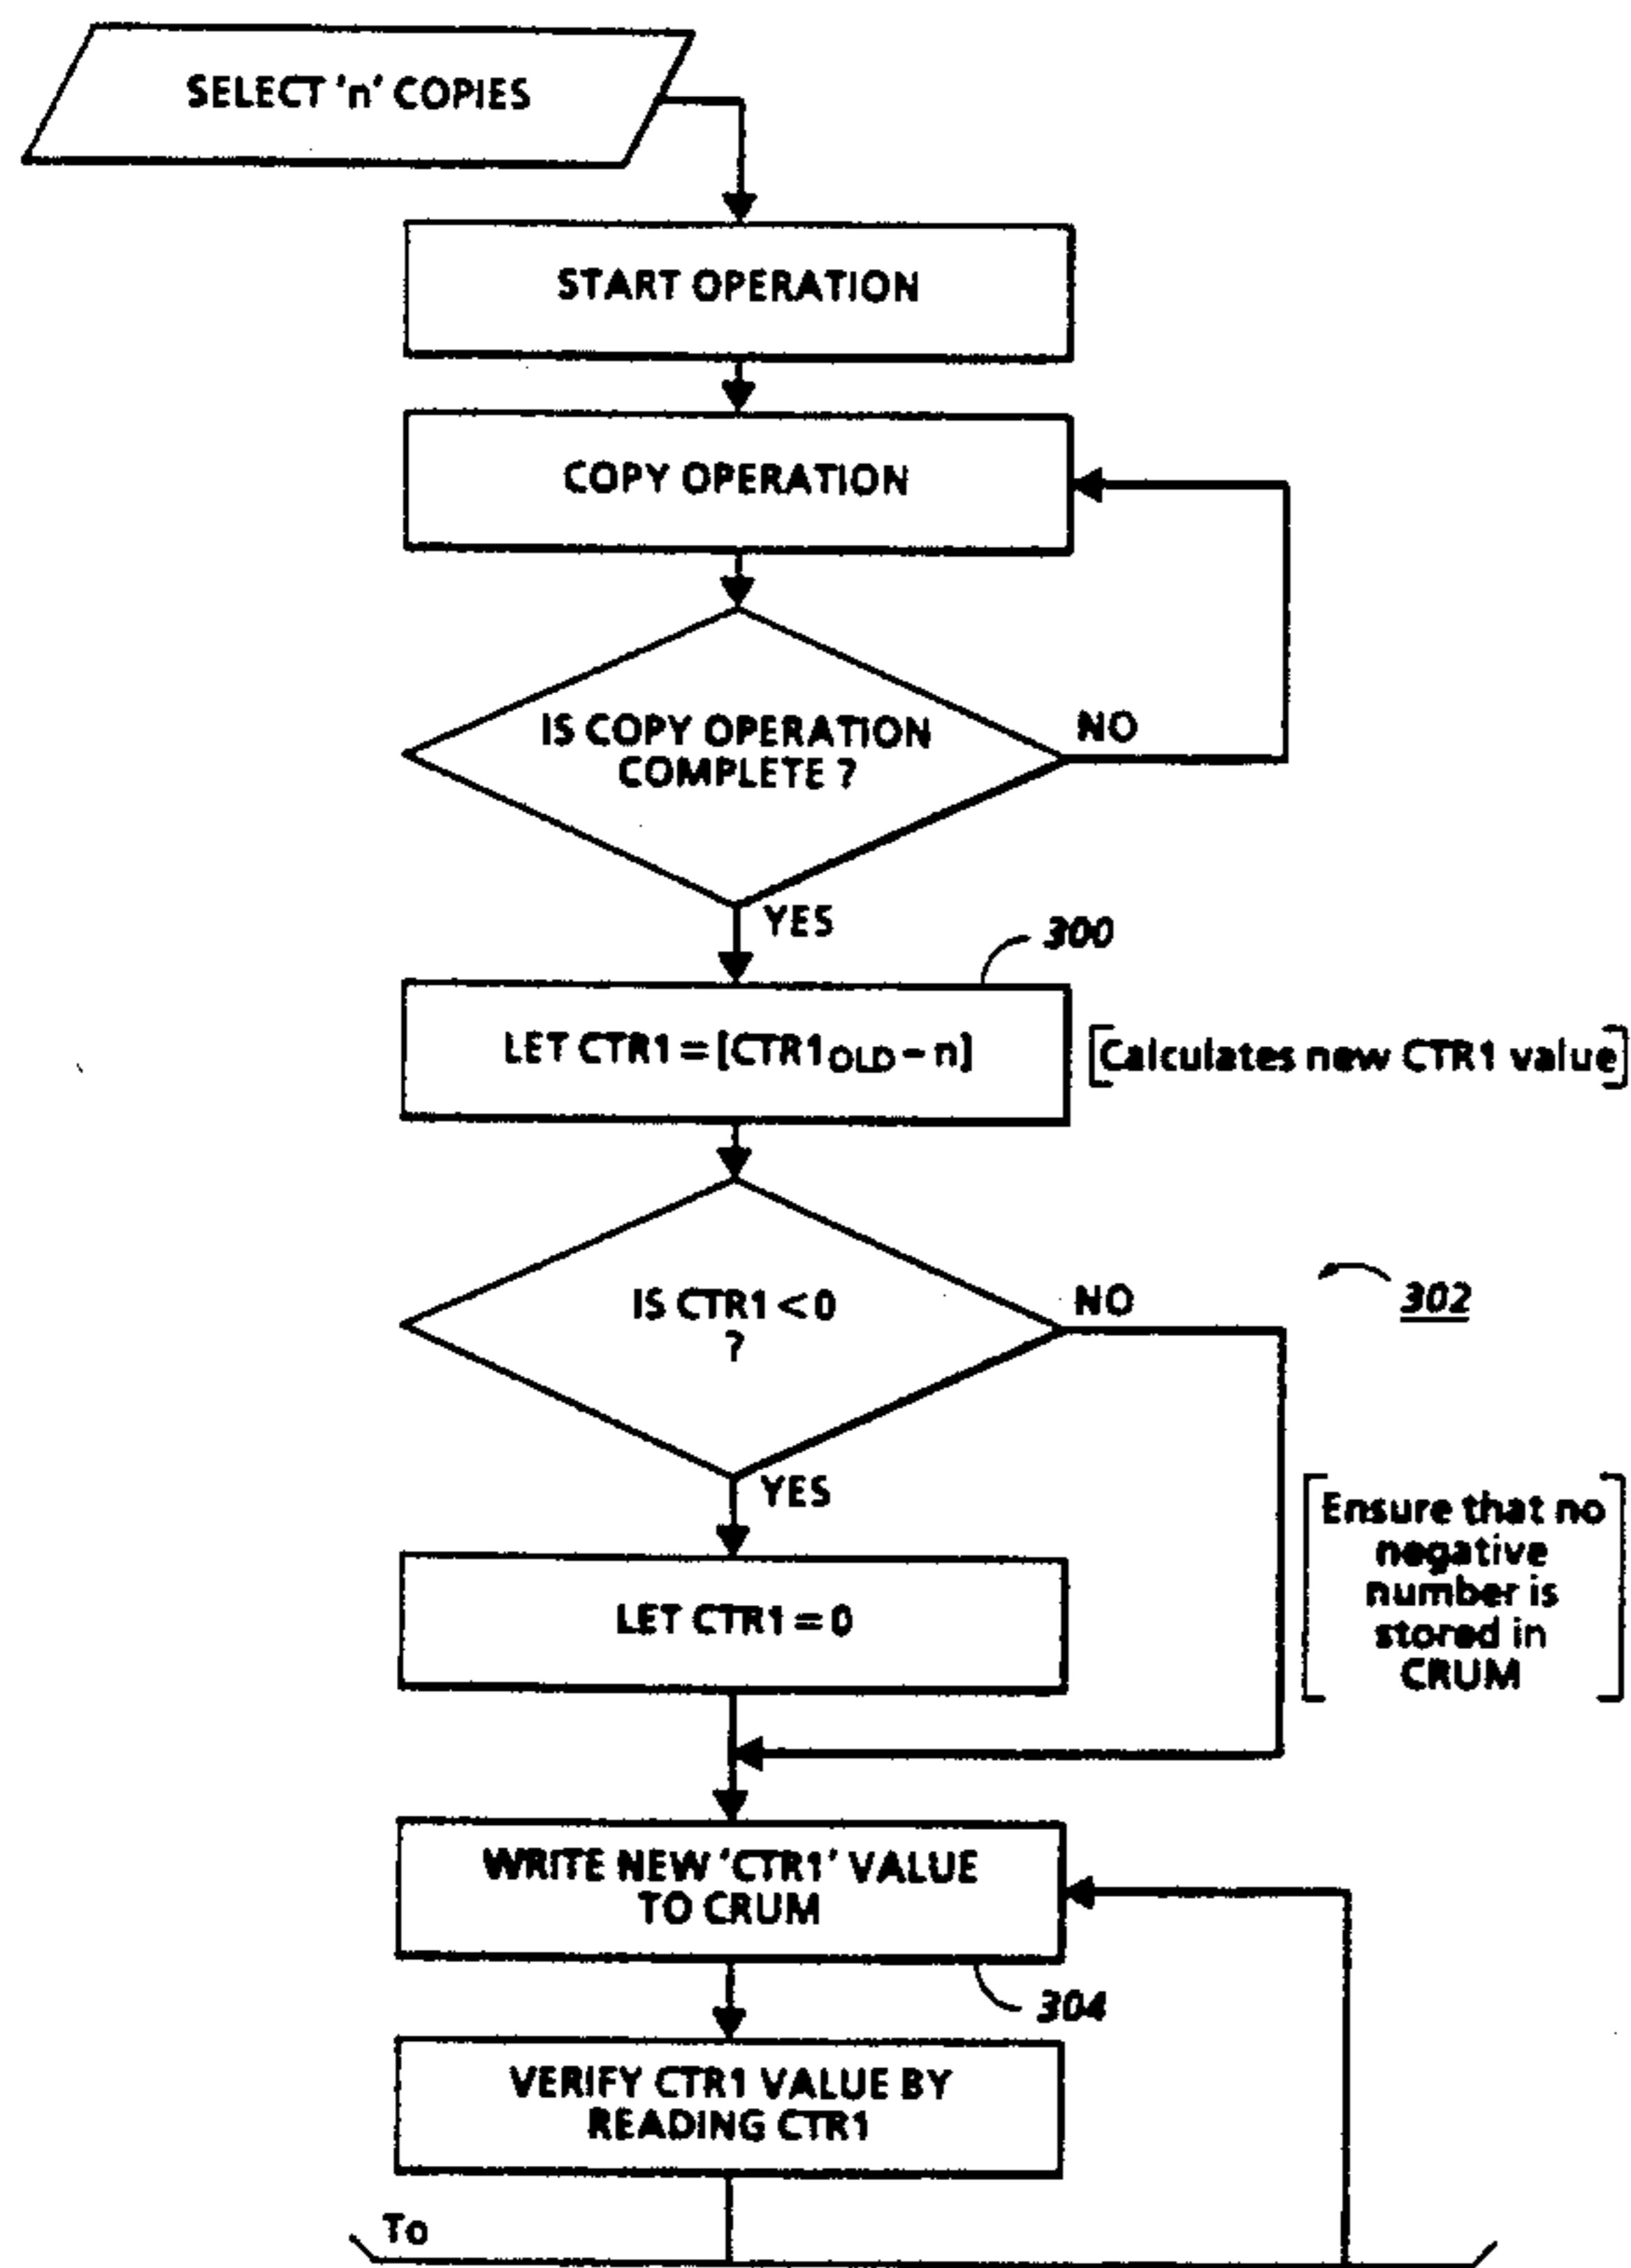 SELECT 'n' COPIES
START OPERATION
COPY OPERATION
IS COPY OPERATION
COMPLETE ?
NO
YES
300
LET CTR1 = [CTR1OLD – n]
[Calculates new CTR1 value]
IS CTR1 < 0
?
NO
302
YES
Ensure that no
negative
number is
stored in
CRUM
LET CTR1 = 0
WRITE NEW 'CTR1' VALUE
TO CRUM
304
VERIFY CTR1 VALUE BY
READING CTR1
To